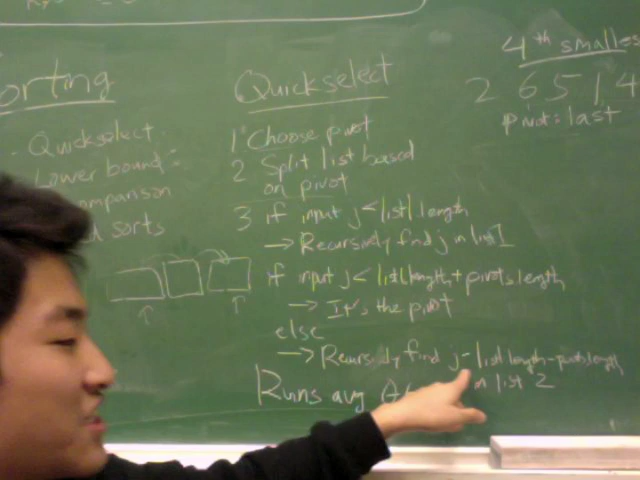 4th smalles
orting
Quickselect
2 6 5 1 4
pivot: last
- Quickselect
Lower bound:
omparison
sorts
1 Choose pivot
2 Split list based
on pivot
3 if input j < list1.length
→ Recursively find j in list1
if input j < list1.length + pivots.length
→ It's the pivot
else
→ Recursively find j - list1.length - pivots.length
in list 2
Runs avg Θ(